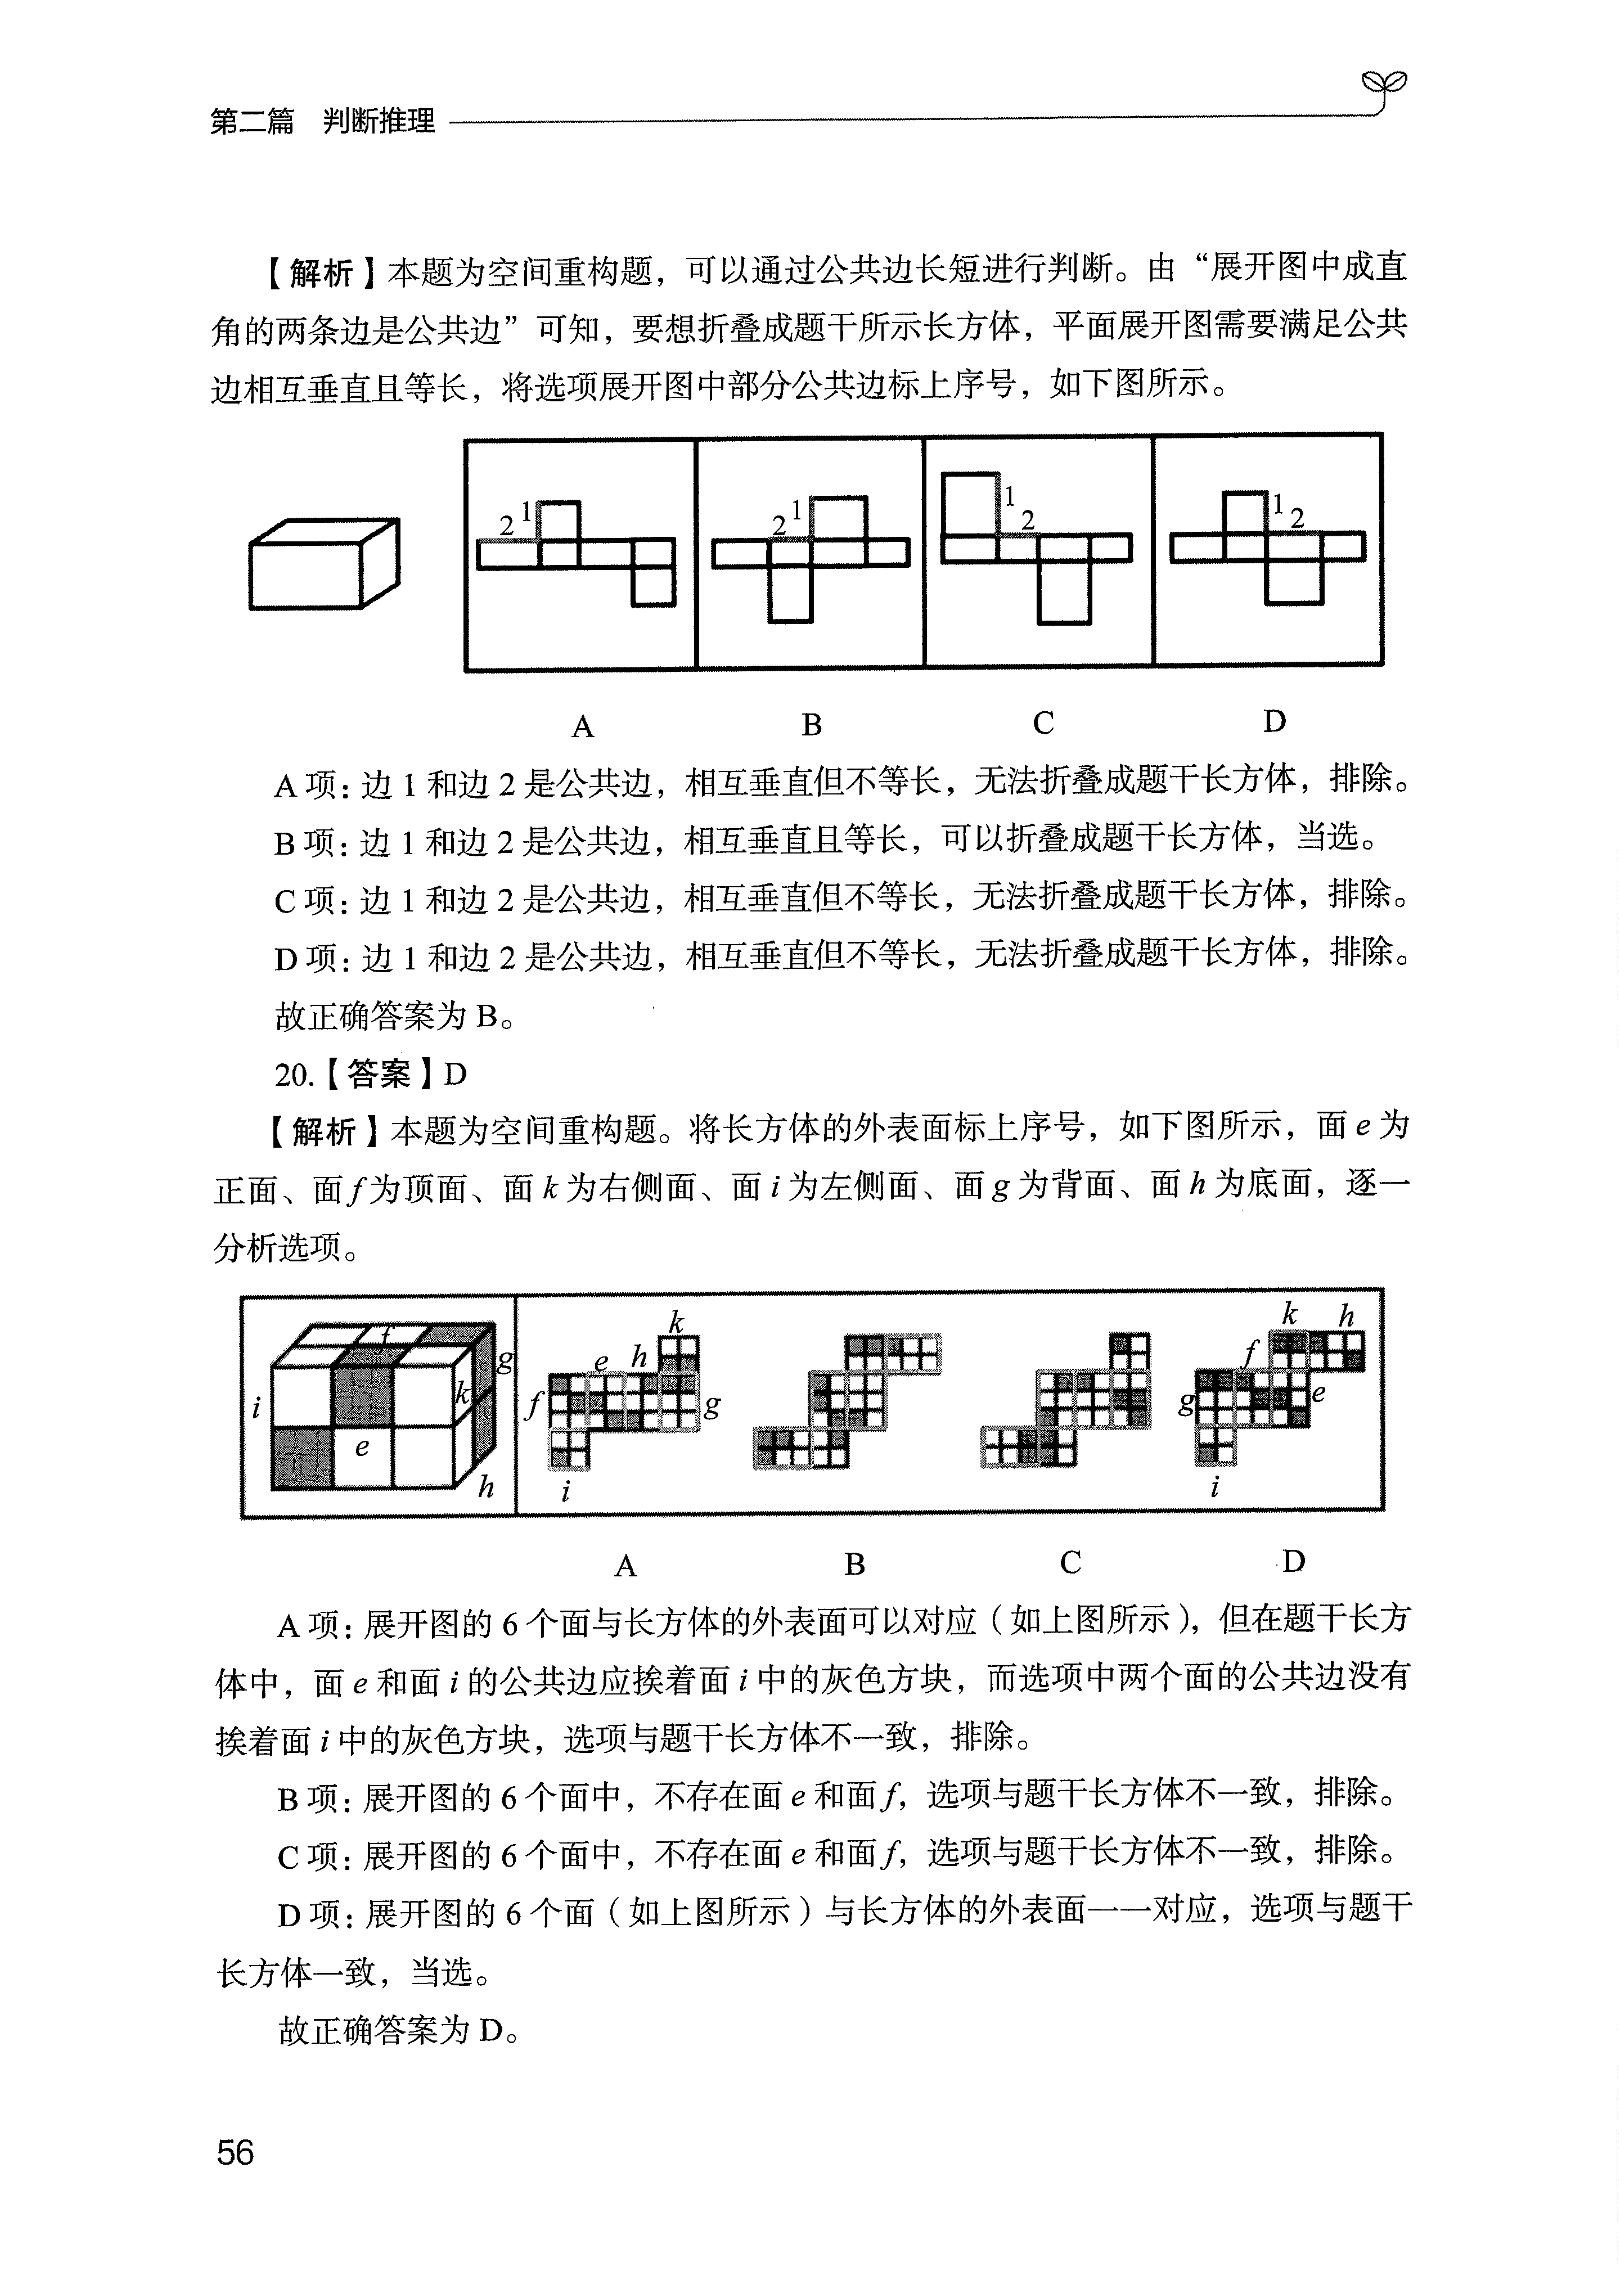 第二篇 判断推理
【解析】本题为空间重构题，可以通过公共边长短进行判断。由“展开图中成直
角的两条边是公共边”可知，要想折叠成题干所示长方体，平面展开图需要满足公共
边相互垂直且等长，将选项展开图中部分公共边标上序号，如下图所示。
2 1
2 1
1 2
1 2
A B C D
A 项：边 1 和边 2 是公共边，相互垂直但不等长，无法折叠成题干长方体，排除。
B 项：边 1 和边 2 是公共边，相互垂直且等长，可以折叠成题干长方体，当选。
C 项：边 1 和边 2 是公共边，相互垂直但不等长，无法折叠成题干长方体，排除。
D 项：边 1 和边 2 是公共边，相互垂直但不等长，无法折叠成题干长方体，排除。
故正确答案为 B。
20.【答案】D
【解析】本题为空间重构题。将长方体的外表面标上序号，如下图所示，面 e 为
正面、面 f 为顶面、面 k 为右侧面、面 i 为左侧面、面 g 为背面、面 h 为底面，逐一
分析选项。
f g i k e h
k e h f g i
k h f g e i
A B C D
A 项：展开图的 6 个面与长方体的外表面可以对应（如上图所示），但在题干长方
体中，面 e 和面 i 的公共边应挨着面 i 中的灰色方块，而选项中两个面的公共边没有
挨着面 i 中的灰色方块，选项与题干长方体不一致，排除。
B 项：展开图的 6 个面中，不存在面 e 和面 f，选项与题干长方体不一致，排除。
C 项：展开图的 6 个面中，不存在面 e 和面 f，选项与题干长方体不一致，排除。
D 项：展开图的 6 个面（如上图所示）与长方体的外表面一一对应，选项与题干
长方体一致，当选。
故正确答案为 D。
56